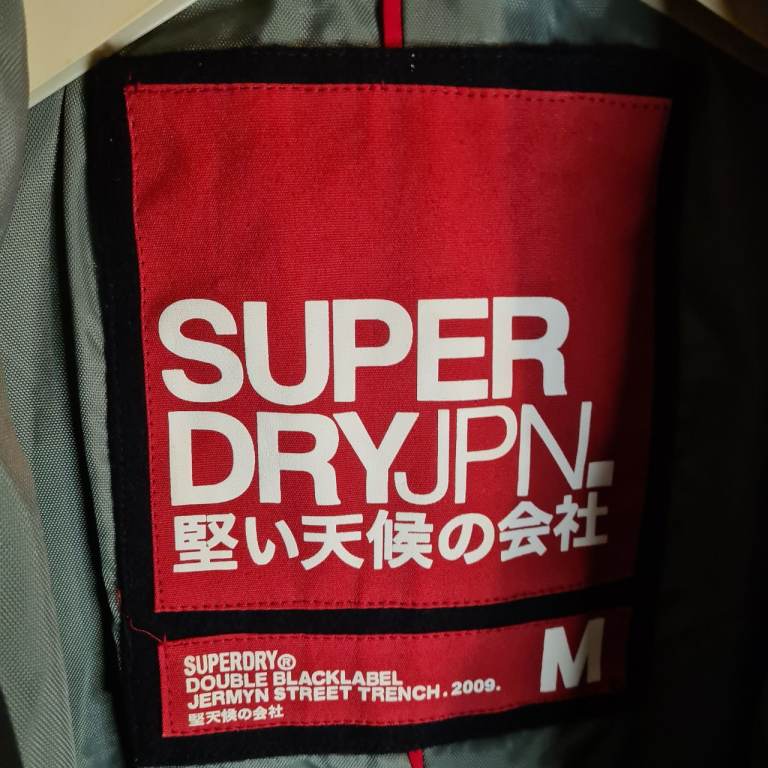 SUPER
DRYJPN.
堅い天候の会社
SUPERDRY®
DOUBLE BLACKLABEL
JERMYN STREET TRENCH. 2009.
堅天候の会社
M